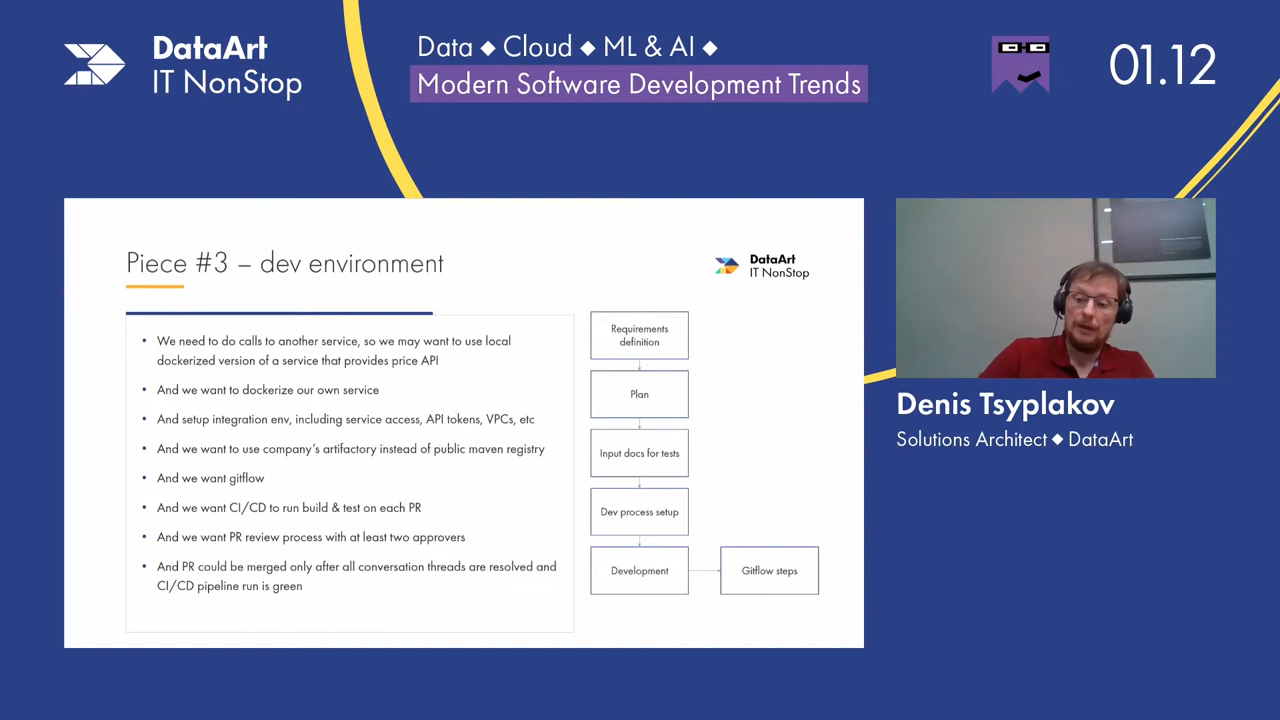 DataArt
IT NonStop
Data ◆ Cloud ◆ ML & AI ◆
Modern Software Development Trends
01.12
Piece #3 – dev environment
DataArt
IT NonStop
• We need to do calls to another service, so we may want to use local
dockerized version of a service that provides price API
• And we want to dockerize our own service
• And setup integration env, including service access, API tokens, VPCs, etc
• And we want to use company's artifactory instead of public maven registry
• And we want gitflow
• And we want CI/CD to run build & test on each PR
• And we want PR review process with at least two approvers
• And PR could be merged only after all conversation threads are resolved and
CI/CD pipeline run is green
Requirements
definition
Plan
Input docs for tests
Dev process setup
Development
Gitflow steps
Denis Tsyplakov
Solutions Architect ◆ DataArt